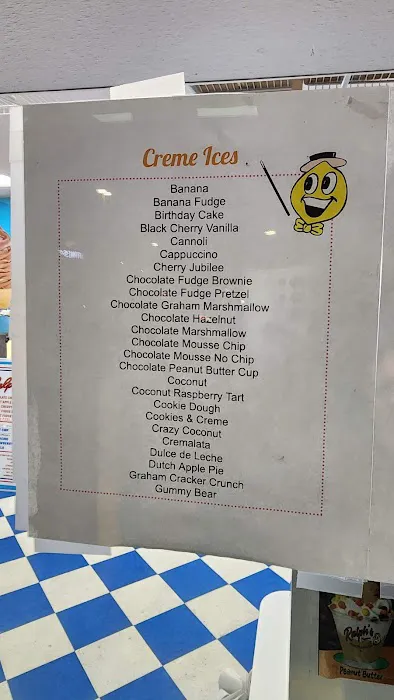 Creme Ices
Banana
Banana Fudge
Birthday Cake
Black Cherry Vanilla
Cannoli
Cappuccino
Cherry Jubilee
Chocolate Fudge Brownie
Chocolate Fudge Pretzel
Chocolate Graham Marshmallow
Chocolate Hazelnut
Chocolate Marshmallow
Chocolate Mousse Chip
Chocolate Mousse No Chip
Chocolate Peanut Butter Cup
Coconut
Coconut Raspberry Tart
Cookie Dough
Cookies & Creme
Crazy Coconut
Cremalata
Dulce de Leche
Dutch Apple Pie
Graham Cracker Crunch
Gummy Bear
Ralph's
Peanut Butter